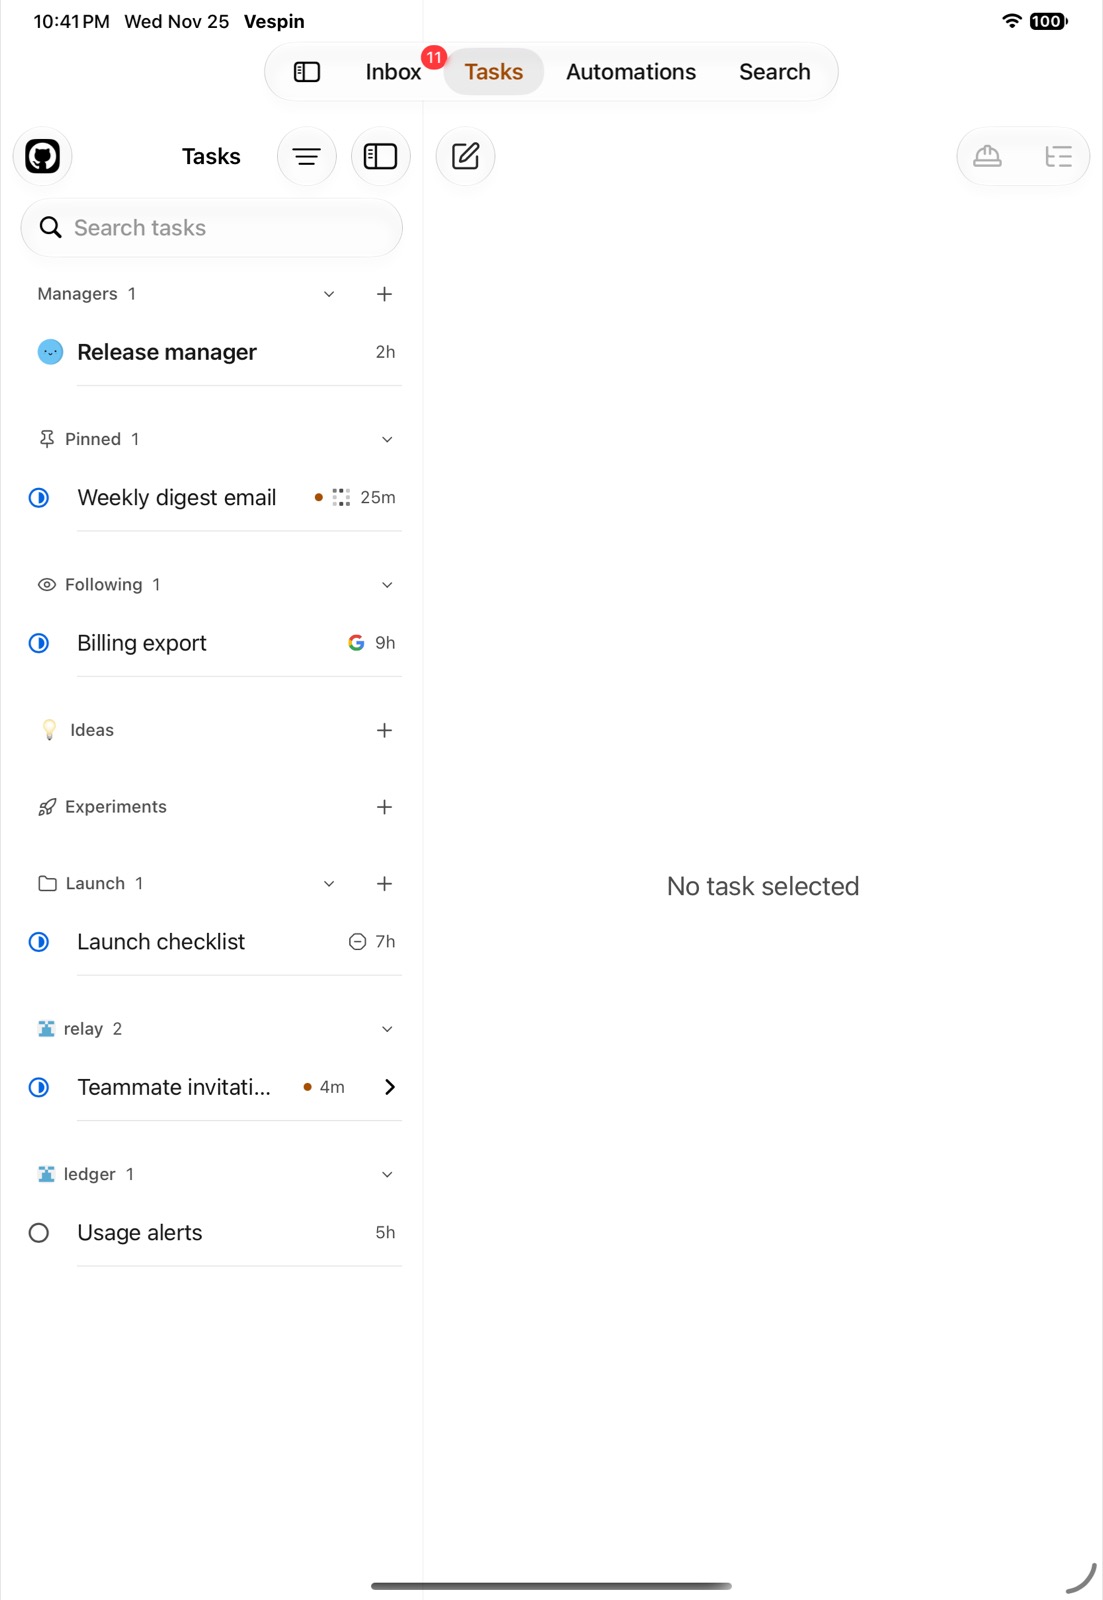 10:41 PM Wed Nov 25 Vespin
100
Inbox 11 Tasks Automations Search
Tasks
Search tasks
Managers 1
Release manager 2h
Pinned 1
Weekly digest email 25m
Following 1
Billing export 9h
Ideas
Experiments
Launch 1
No task selected
Launch checklist 7h
relay 2
Teammate invitati... 4m
ledger 1
Usage alerts 5h